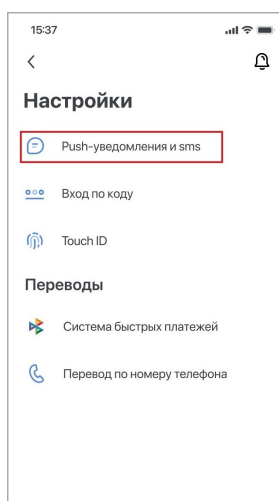 15:37
Настройки
Push-уведомления и sms
Вход по коду
Touch ID
Переводы
Система быстрых платежей
Перевод по номеру телефона